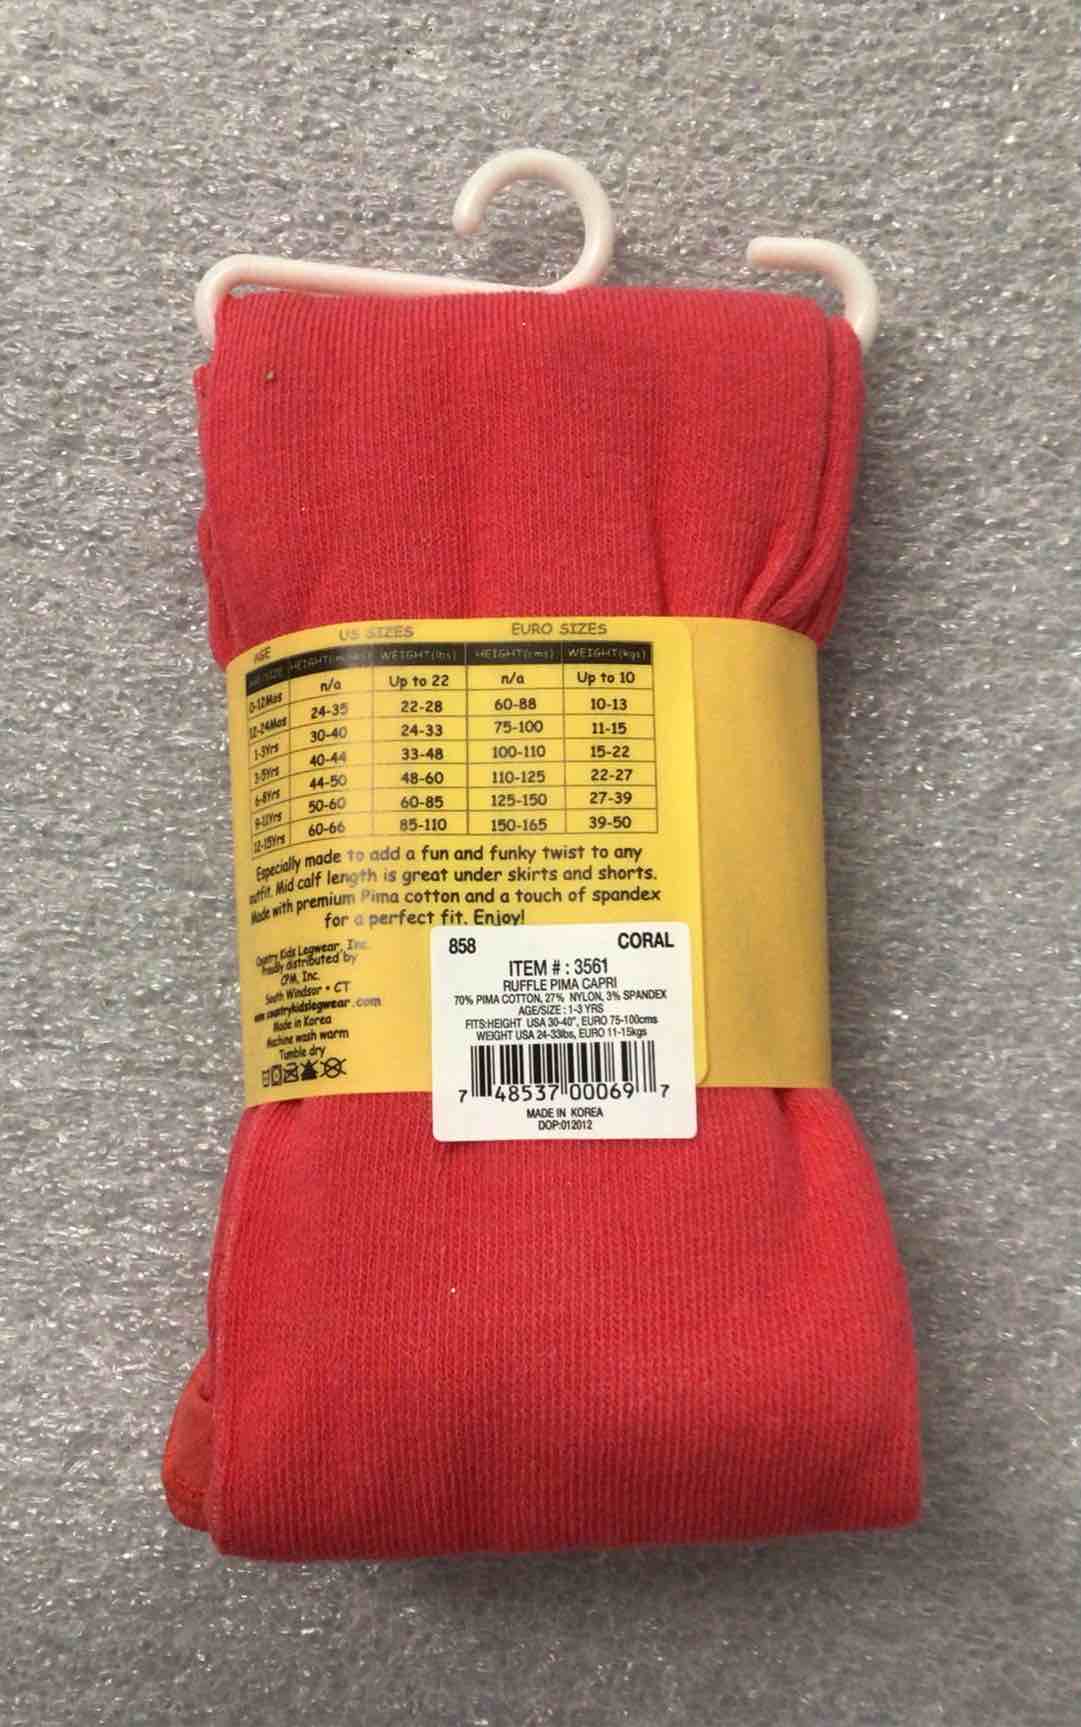 US SIZES EURO SIZES
AGE
HEIGHT WEIGHT(lbs) HEIGHT(cms) WEIGHT(kgs)
0-12Mos n/a Up to 22 n/a Up to 10
12-24Mos 24-35 22-28 60-88 10-13
1-3Yrs 30-40 24-33 75-100 11-15
3-5Yrs 40-44 33-48 100-110 15-22
6-8Yrs 44-50 48-60 110-125 22-27
9-11Yrs 50-60 60-85 125-150 27-39
12-15Yrs 60-66 85-110 150-165 39-50
Especially made to add a fun and funky twist to any
outfit. Mid calf length is great under skirts and shorts.
Made with premium Pima cotton and a touch of spandex
for a perfect fit. Enjoy!
Country Kids Legwear, Inc.
Proudly distributed by
CPM, Inc.
South Windsor • CT
www.countrykidslegwear.com
Made in Korea
Machine wash warm
Tumble dry
858 CORAL
ITEM # : 3561
RUFFLE PIMA CAPRI
70% PIMA COTTON, 27% NYLON, 3% SPANDEX
AGE/SIZE : 1-3 YRS
FITS:HEIGHT USA 30-40", EURO 75-100cms
WEIGHT USA 24-33lbs, EURO 11-15kgs
7 48537 00069 7
MADE IN KOREA
DOP:012012